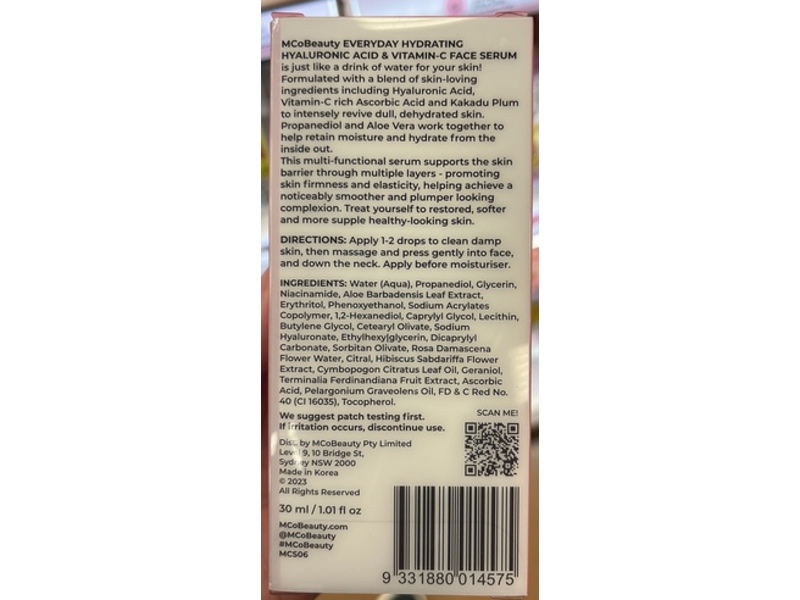 MCoBeauty EVERYDAY HYDRATING
HYALURONIC ACID & VITAMIN-C FACE SERUM
is just like a drink of water for your skin!
Formulated with a blend of skin-loving
ingredients including Hyaluronic Acid,
Vitamin-C rich Ascorbic Acid and Kakadu Plum
to intensely revive dull, dehydrated skin.
Propanediol and Aloe Vera work together to
help retain moisture and hydrate from the
inside out.
This multi-functional serum supports the skin
barrier through multiple layers - promoting
skin firmness and elasticity, helping achieve a
noticeably smoother and plumper looking
complexion. Treat yourself to restored, softer
and more supple healthy-looking skin.
DIRECTIONS: Apply 1-2 drops to clean damp
skin, then massage and press gently into face,
and down the neck. Apply before moisturiser.
INGREDIENTS: Water (Aqua), Propanediol, Glycerin,
Niacinamide, Aloe Barbadensis Leaf Extract,
Erythritol, Phenoxyethanol, Sodium Acrylates
Copolymer, 1,2-Hexanediol, Caprylyl Glycol, Lecithin,
Butylene Glycol, Cetearyl Olivate, Sodium
Hyaluronate, Ethylhexylglycerin, Dicaprylyl
Carbonate, Sorbitan Olivate, Rosa Damascena
Flower Water, Citral, Hibiscus Sabdariffa Flower
Extract, Cymbopogon Citratus Leaf Oil, Geraniol,
Terminalia Ferdinandiana Fruit Extract, Ascorbic
Acid, Pelargonium Graveolens Oil, FD & C Red No.
40 (CI 16035), Tocopherol.
We suggest patch testing first.
If irritation occurs, discontinue use.
SCAN ME!
Dist. by MCoBeauty Pty Limited
Level 9, 10 Bridge St,
Sydney NSW 2000
Made in Korea
© 2023
All Rights Reserved
30 ml / 1.01 fl oz
MCoBeauty.com
@MCoBeauty
#MCoBeauty
MCS06
9 331880 014575